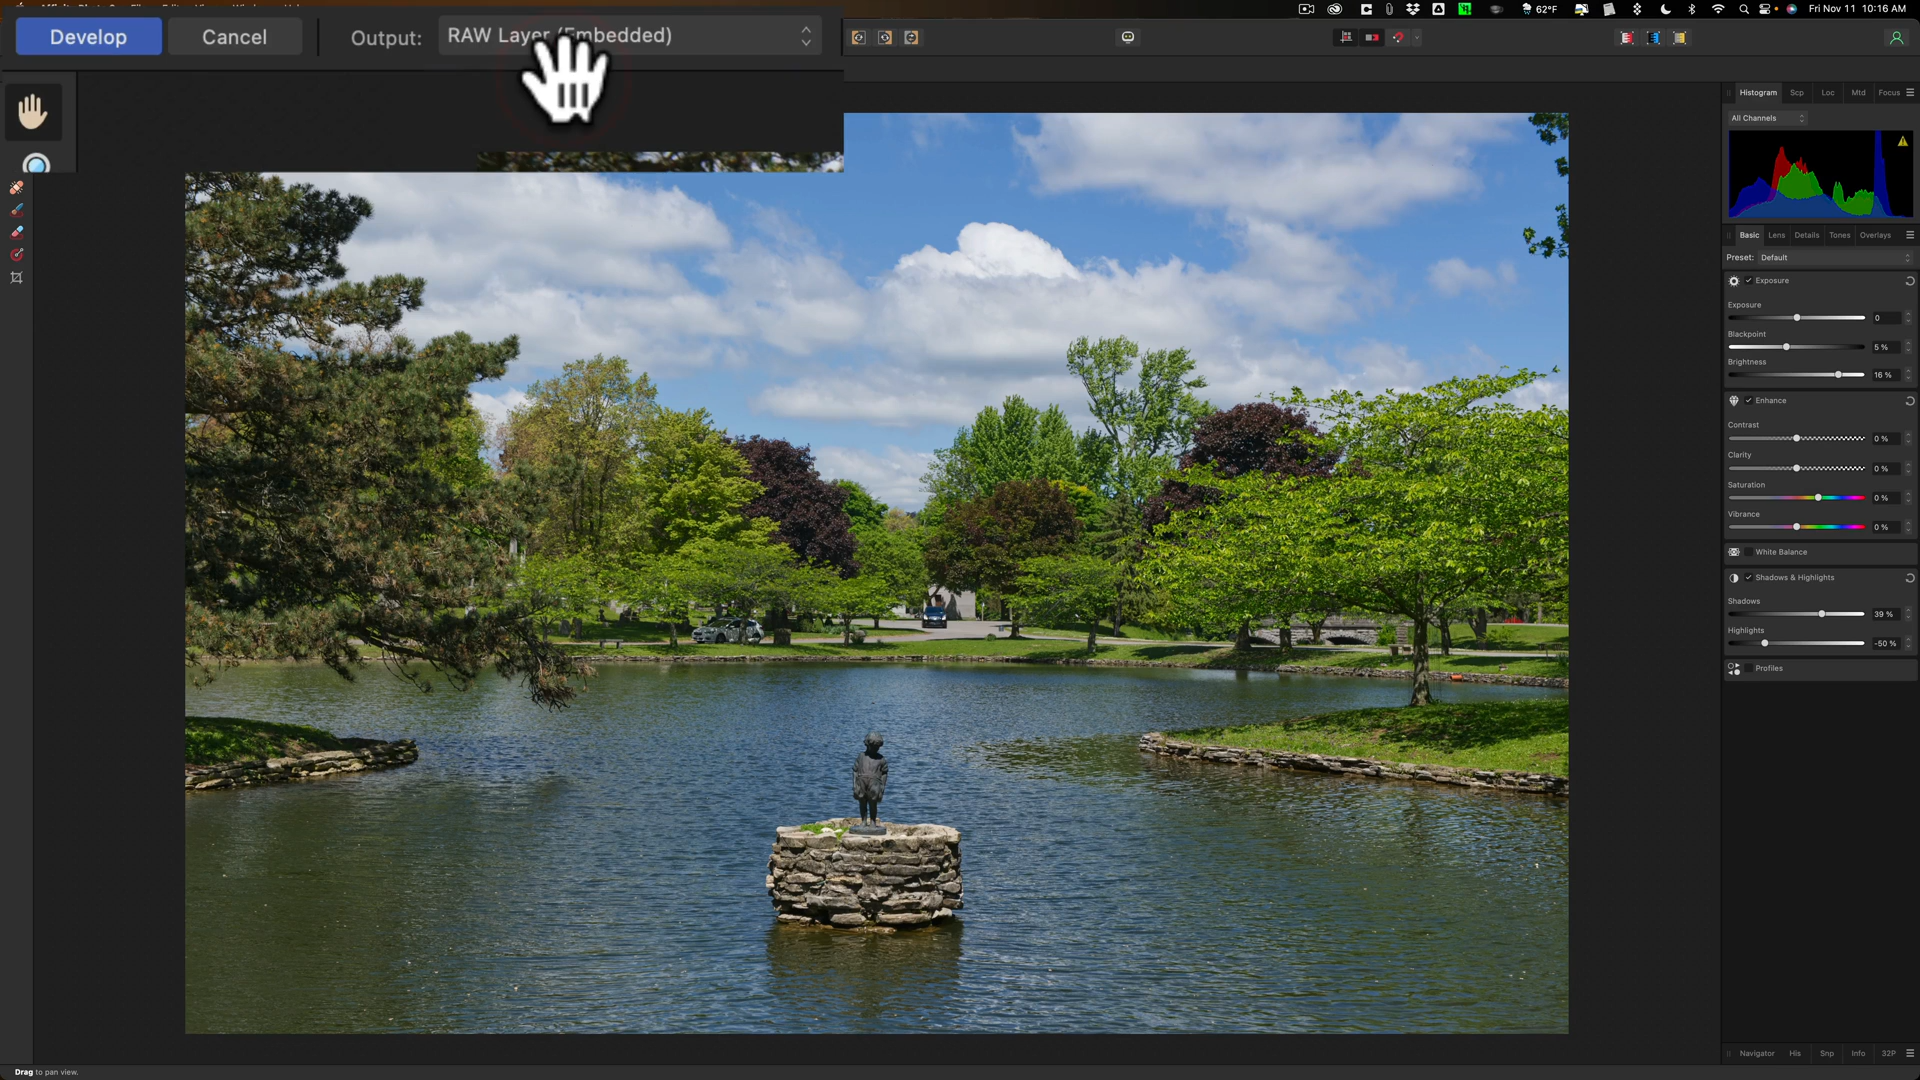 62°F Fri Nov 11 10:16 AM
Develop Cancel Output: RAW Layer (Embedded)
Histogram Scp Loc Mtd Focus
All Channels
Basic Lens Details Tones Overlays
Preset: Default
Exposure
Exposure
0
Blackpoint
5 %
Brightness
16 %
Enhance
Contrast
0 %
Clarity
0 %
Saturation
0 %
Vibrance
0 %
White Balance
Shadows & Highlights
Shadows
39 %
Highlights
-50 %
Profiles
Navigator His Snp Info 32P
Drag to pan view.